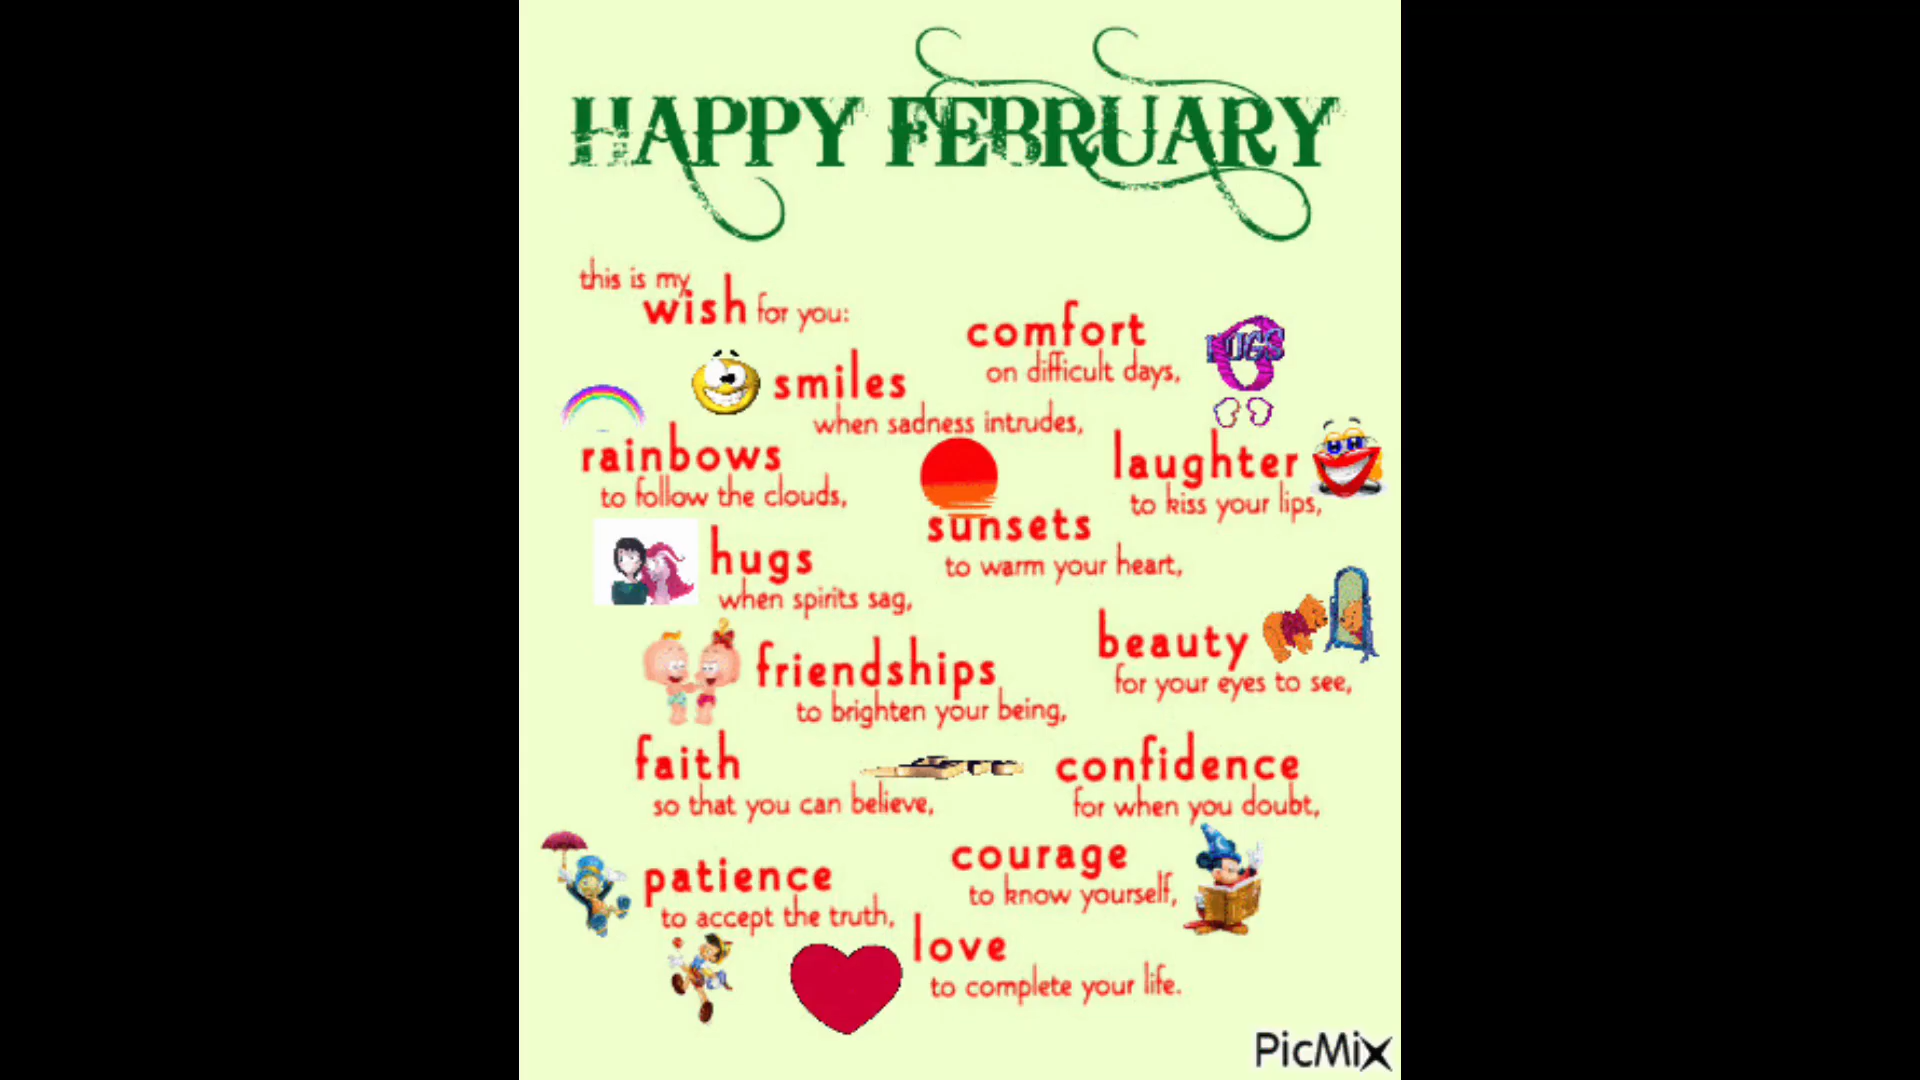 HAPPY FEBRUARY
this is my
wish for you:
comfort
on difficult days,
HUGS
smiles
when sadness intrudes,
rainbows
to follow the clouds,
laughter
to kiss your lips,
sunsets
to warm your heart,
hugs
when spirits sag,
beauty
for your eyes to see,
friendships
to brighten your being,
faith
so that you can believe,
confidence
for when you doubt,
courage
to know yourself,
patience
to accept the truth,
love
to complete your life.
PicMix